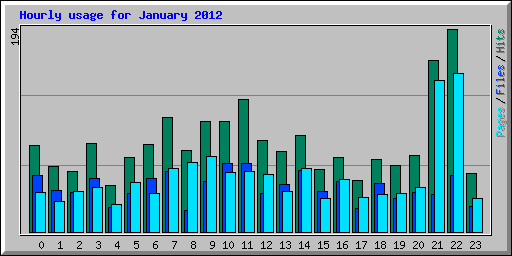 Hourly usage for January 2012
194
Pages / Files / Hits
0 1 2 3 4 5 6 7 8 9 10 11 12 13 14 15 16 17 18 19 20 21 22 23